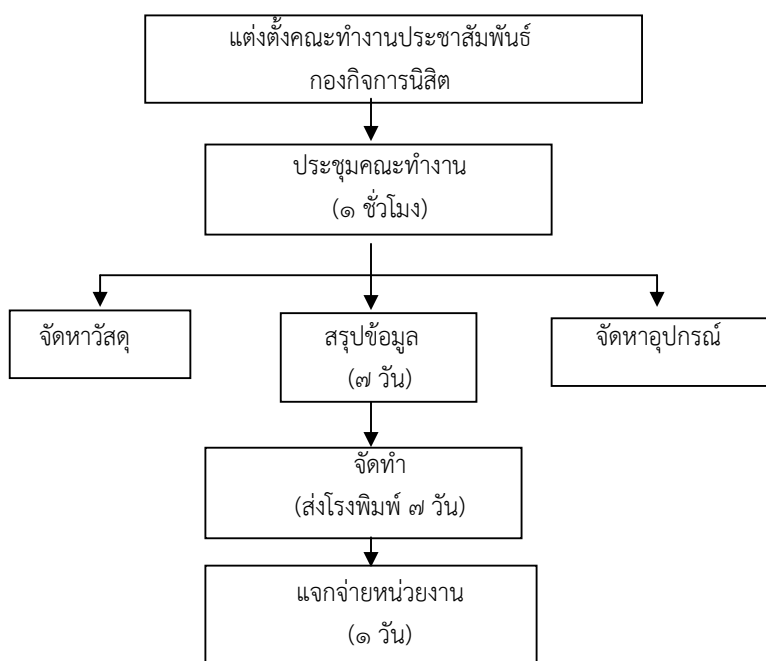 แต่งตั้งคณะทำงานประชาสัมพันธ์
กองกิจการนิสิต
ประชุมคณะทำงาน
(๑ ชั่วโมง)
จัดหาวัสดุ
สรุปข้อมูล
(๗ วัน)
จัดหาอุปกรณ์
จัดทำ
(ส่งโรงพิมพ์ ๗ วัน)
แจกจ่ายหน่วยงาน
(๑ วัน)